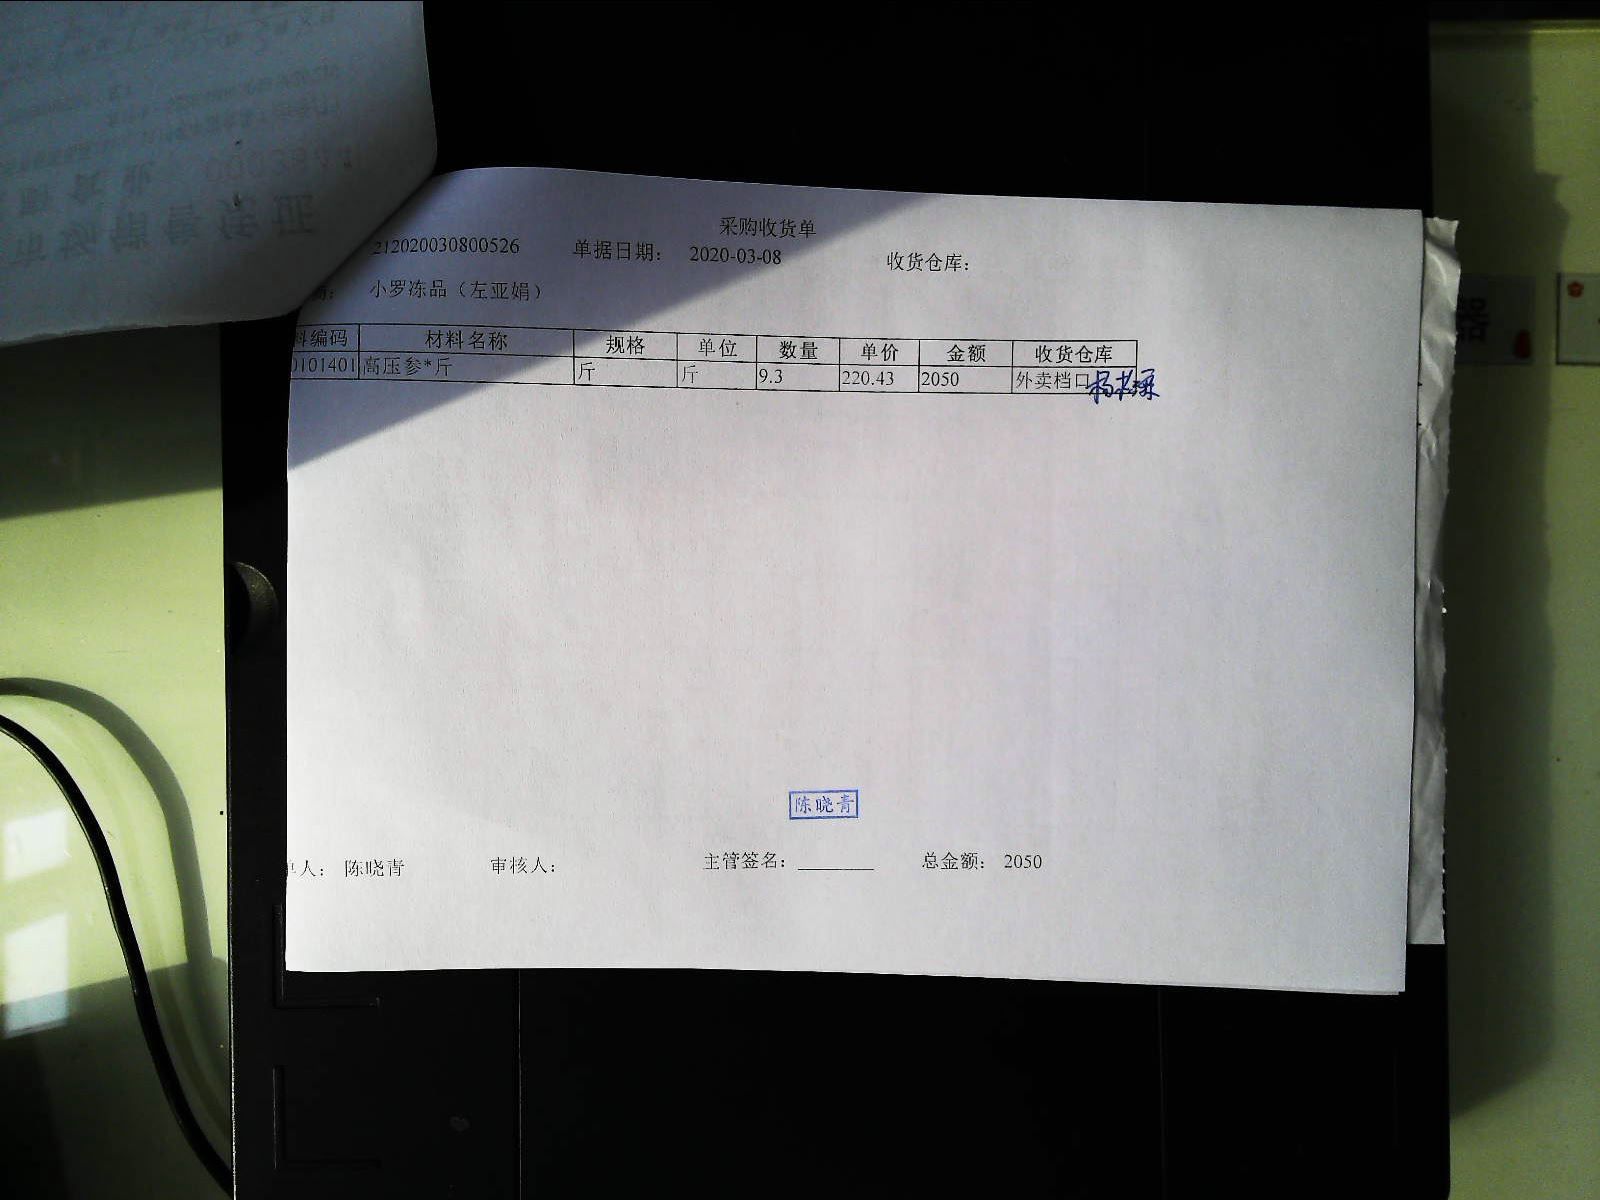 采购收货单
212020030800526 单据日期： 2020-03-08 收货仓库：
商： 小罗冻品（左亚娟）
料编码 材料名称 规格 单位 数量 单价 金额 收货仓库
0101401 高压参*斤 斤 斤 9.3 220.43 2050 外卖档口
陈晓青
单人： 陈晓青 审核人： 主管签名： 总金额： 2050